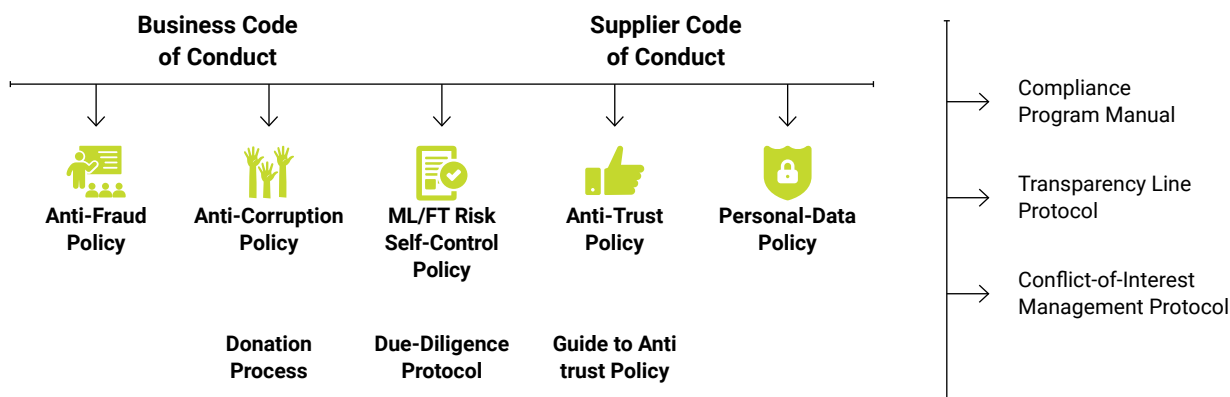 Business Code
of Conduct
Supplier Code
of Conduct
Anti-Fraud
Policy
Anti-Corruption
Policy
ML/FT Risk
Self-Control
Policy
Anti-Trust
Policy
Personal-Data
Policy
Donation
Process
Due-Diligence
Protocol
Guide to Anti
trust Policy
Compliance
Program Manual
Transparency Line
Protocol
Conflict-of-Interest
Management Protocol